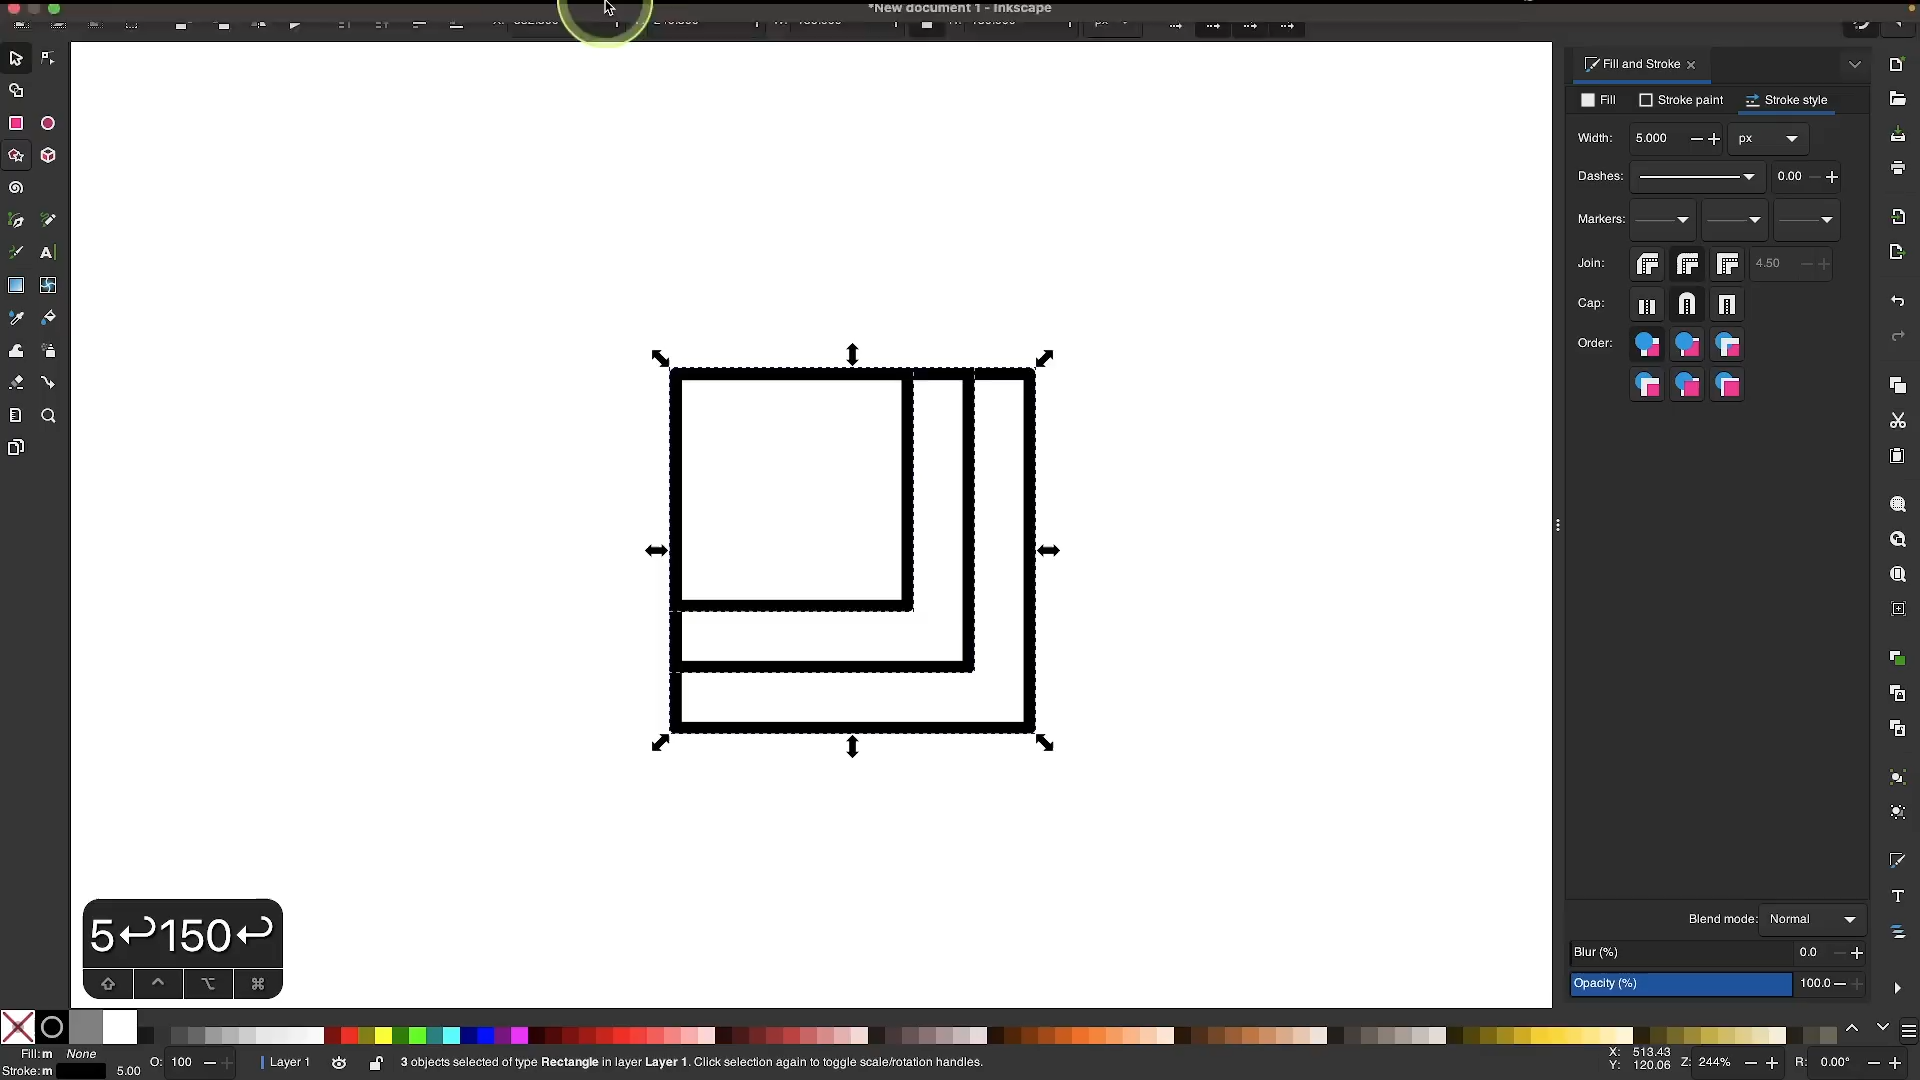 *New document 1 - Inkscape
Fill and Stroke
Fill
Stroke paint
Stroke style
Width:
5.000
px
Dashes:
0.00
Markers:
Join:
4.50
Cap:
Order:
5↩150↩
Blend mode:
Normal
Blur (%)
0.0
Opacity (%)
100.0
Fill:m None
Stroke:m 5.00
O: 100
Layer 1
3 objects selected of type Rectangle in layer Layer 1. Click selection again to toggle scale/rotation handles.
X: 513.43
Y: 120.06
Z: 244%
R: 0.00°